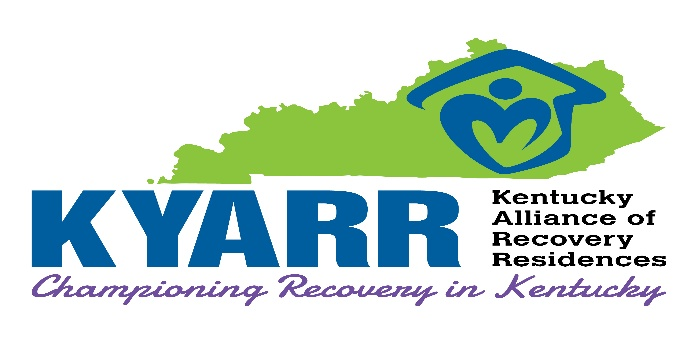 KYARR
Kentucky
Alliance of
Recovery
Residences
Championing Recovery in Kentucky